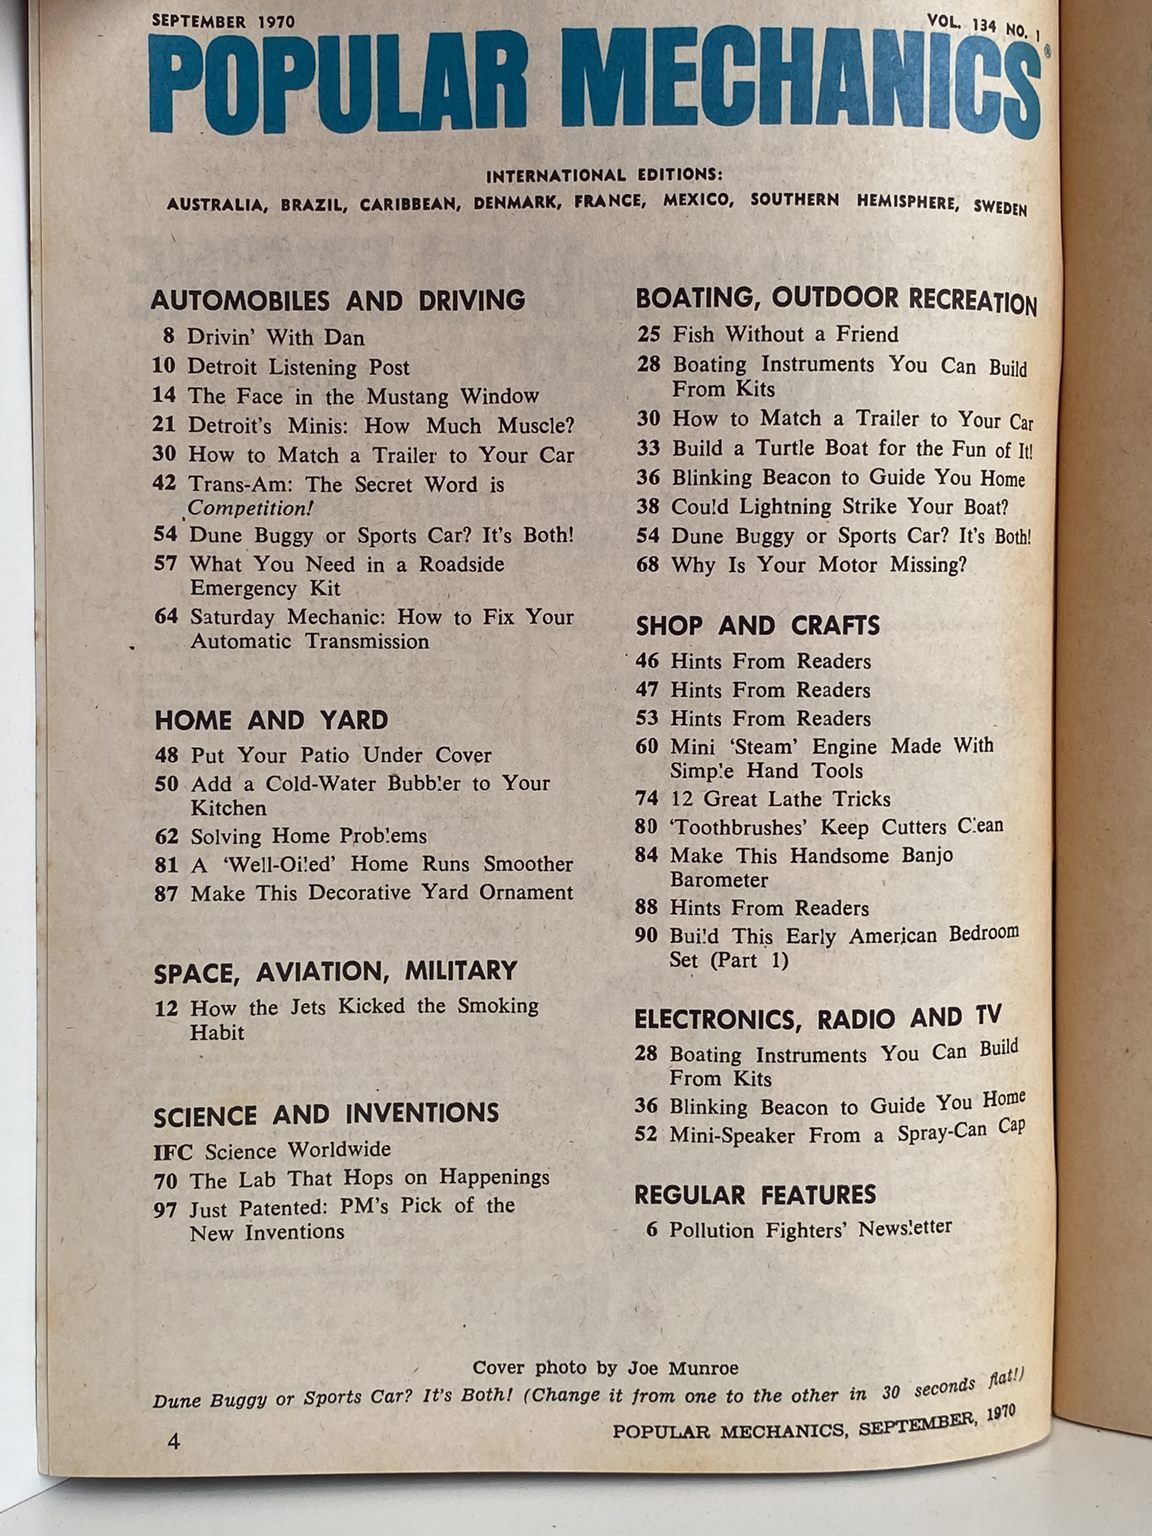 SEPTEMBER 1970
VOL. 134 NO. 1
POPULAR MECHANICS®
INTERNATIONAL EDITIONS:
AUSTRALIA, BRAZIL, CARIBBEAN, DENMARK, FRANCE, MEXICO, SOUTHERN HEMISPHERE, SWEDEN
AUTOMOBILES AND DRIVING
8 Drivin' With Dan
10 Detroit Listening Post
14 The Face in the Mustang Window
21 Detroit's Minis: How Much Muscle?
30 How to Match a Trailer to Your Car
42 Trans-Am: The Secret Word is
Competition!
54 Dune Buggy or Sports Car? It's Both!
57 What You Need in a Roadside
Emergency Kit
64 Saturday Mechanic: How to Fix Your
Automatic Transmission
HOME AND YARD
48 Put Your Patio Under Cover
50 Add a Cold-Water Bubbler to Your
Kitchen
62 Solving Home Problems
81 A 'Well-Oiled' Home Runs Smoother
87 Make This Decorative Yard Ornament
SPACE, AVIATION, MILITARY
12 How the Jets Kicked the Smoking
Habit
SCIENCE AND INVENTIONS
IFC Science Worldwide
70 The Lab That Hops on Happenings
97 Just Patented: PM's Pick of the
New Inventions
BOATING, OUTDOOR RECREATION
25 Fish Without a Friend
28 Boating Instruments You Can Build
From Kits
30 How to Match a Trailer to Your Car
33 Build a Turtle Boat for the Fun of It!
36 Blinking Beacon to Guide You Home
38 Could Lightning Strike Your Boat?
54 Dune Buggy or Sports Car? It's Both!
68 Why Is Your Motor Missing?
SHOP AND CRAFTS
46 Hints From Readers
47 Hints From Readers
53 Hints From Readers
60 Mini 'Steam' Engine Made With
Simple Hand Tools
74 12 Great Lathe Tricks
80 'Toothbrushes' Keep Cutters Clean
84 Make This Handsome Banjo
Barometer
88 Hints From Readers
90 Build This Early American Bedroom
Set (Part 1)
ELECTRONICS, RADIO AND TV
28 Boating Instruments You Can Build
From Kits
36 Blinking Beacon to Guide You Home
52 Mini-Speaker From a Spray-Can Cap
REGULAR FEATURES
6 Pollution Fighters' Newsletter
Cover photo by Joe Munroe
Dune Buggy or Sports Car? It's Both! (Change it from one to the other in 30 seconds flat!)
4
POPULAR MECHANICS, SEPTEMBER, 1970